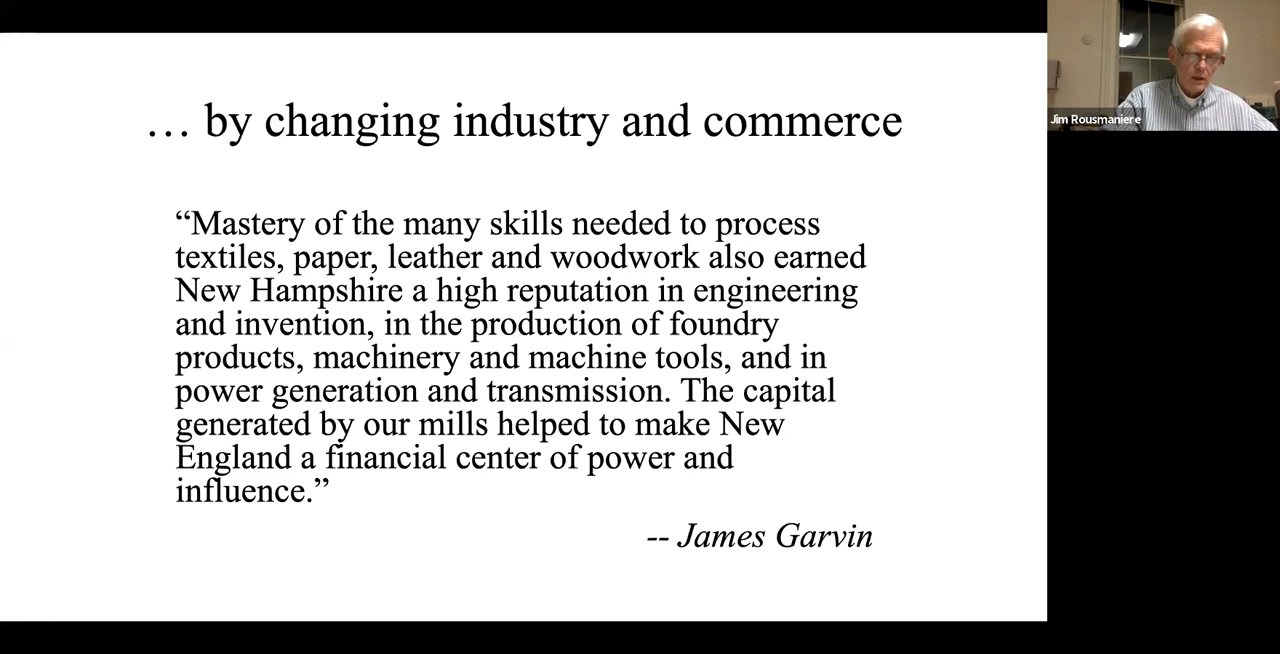 … by changing industry and commerce
“Mastery of the many skills needed to process
textiles, paper, leather and woodwork also earned
New Hampshire a high reputation in engineering
and invention, in the production of foundry
products, machinery and machine tools, and in
power generation and transmission. The capital
generated by our mills helped to make New
England a financial center of power and
influence.”
-- James Garvin
Jim Rousmaniere